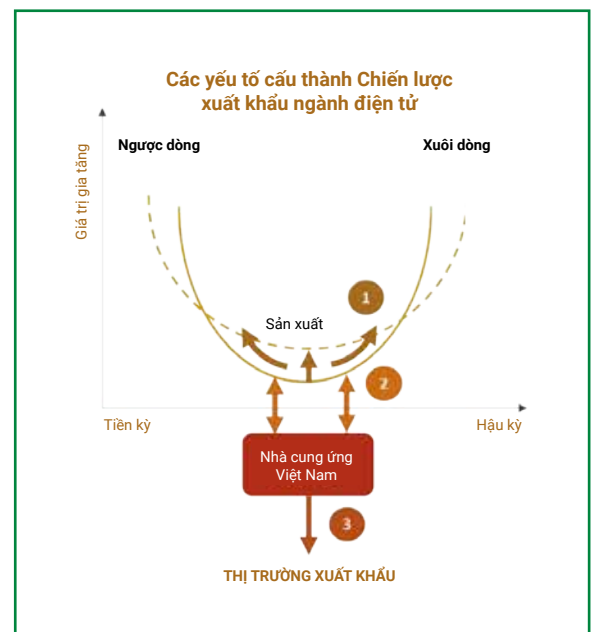 Các yếu tố cấu thành Chiến lược
xuất khẩu ngành điện tử
Ngược dòng
Xuôi dòng
Giá trị gia tăng
1
Sản xuất
2
Tiền kỳ
Hậu kỳ
Nhà cung ứng
Việt Nam
3
THỊ TRƯỜNG XUẤT KHẨU